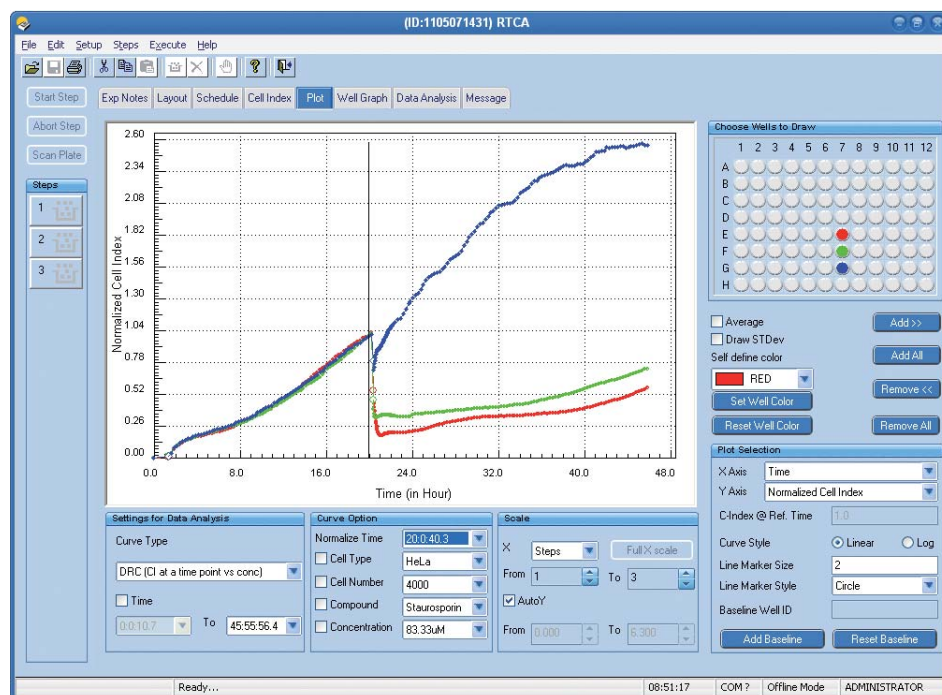 (ID:1105071431) RTCA
File Edit Setup Steps Execute Help
Start Step
Abort Step
Scan Plate
Steps
1
2
3
Exp Notes Layout Schedule Cell Index Plot Well Graph Data Analysis Message
2.60
2.34
2.08
1.82
1.56
1.30
1.04
0.78
0.52
0.26
0.00
Normalized Cell Index
0.0 8.0 16.0 24.0 32.0 40.0 48.0
Time (in Hour)
Choose Wells to Draw
1 2 3 4 5 6 7 8 9 10 11 12
A
B
C
D
E
F
G
H
Average
Draw STDev
Self define color
RED
Set Well Color
Reset Well Color
Add >>
Add All
Remove <<
Remove All
Plot Selection
X Axis Time
Y Axis Normalized Cell Index
C-Index @ Ref. Time 1.0
Curve Style Linear Log
Line Marker Size 2
Line Marker Style Circle
Baseline Well ID
Add Baseline Reset Baseline
Settings for Data Analysis
Curve Type
DRC (CI at a time point vs conc)
Time
0:0:10.7 To 45:55:56.4
Curve Option
Normalize Time 20:0:40.3
Cell Type HeLa
Cell Number 4000
Compound Staurosporin
Concentration 83.33uM
Scale
X Steps Full X scale
From 1 To 3
AutoY
From 0.000 To 6.300
Ready... 08:51:17 COM ? Offline Mode ADMINISTRATOR